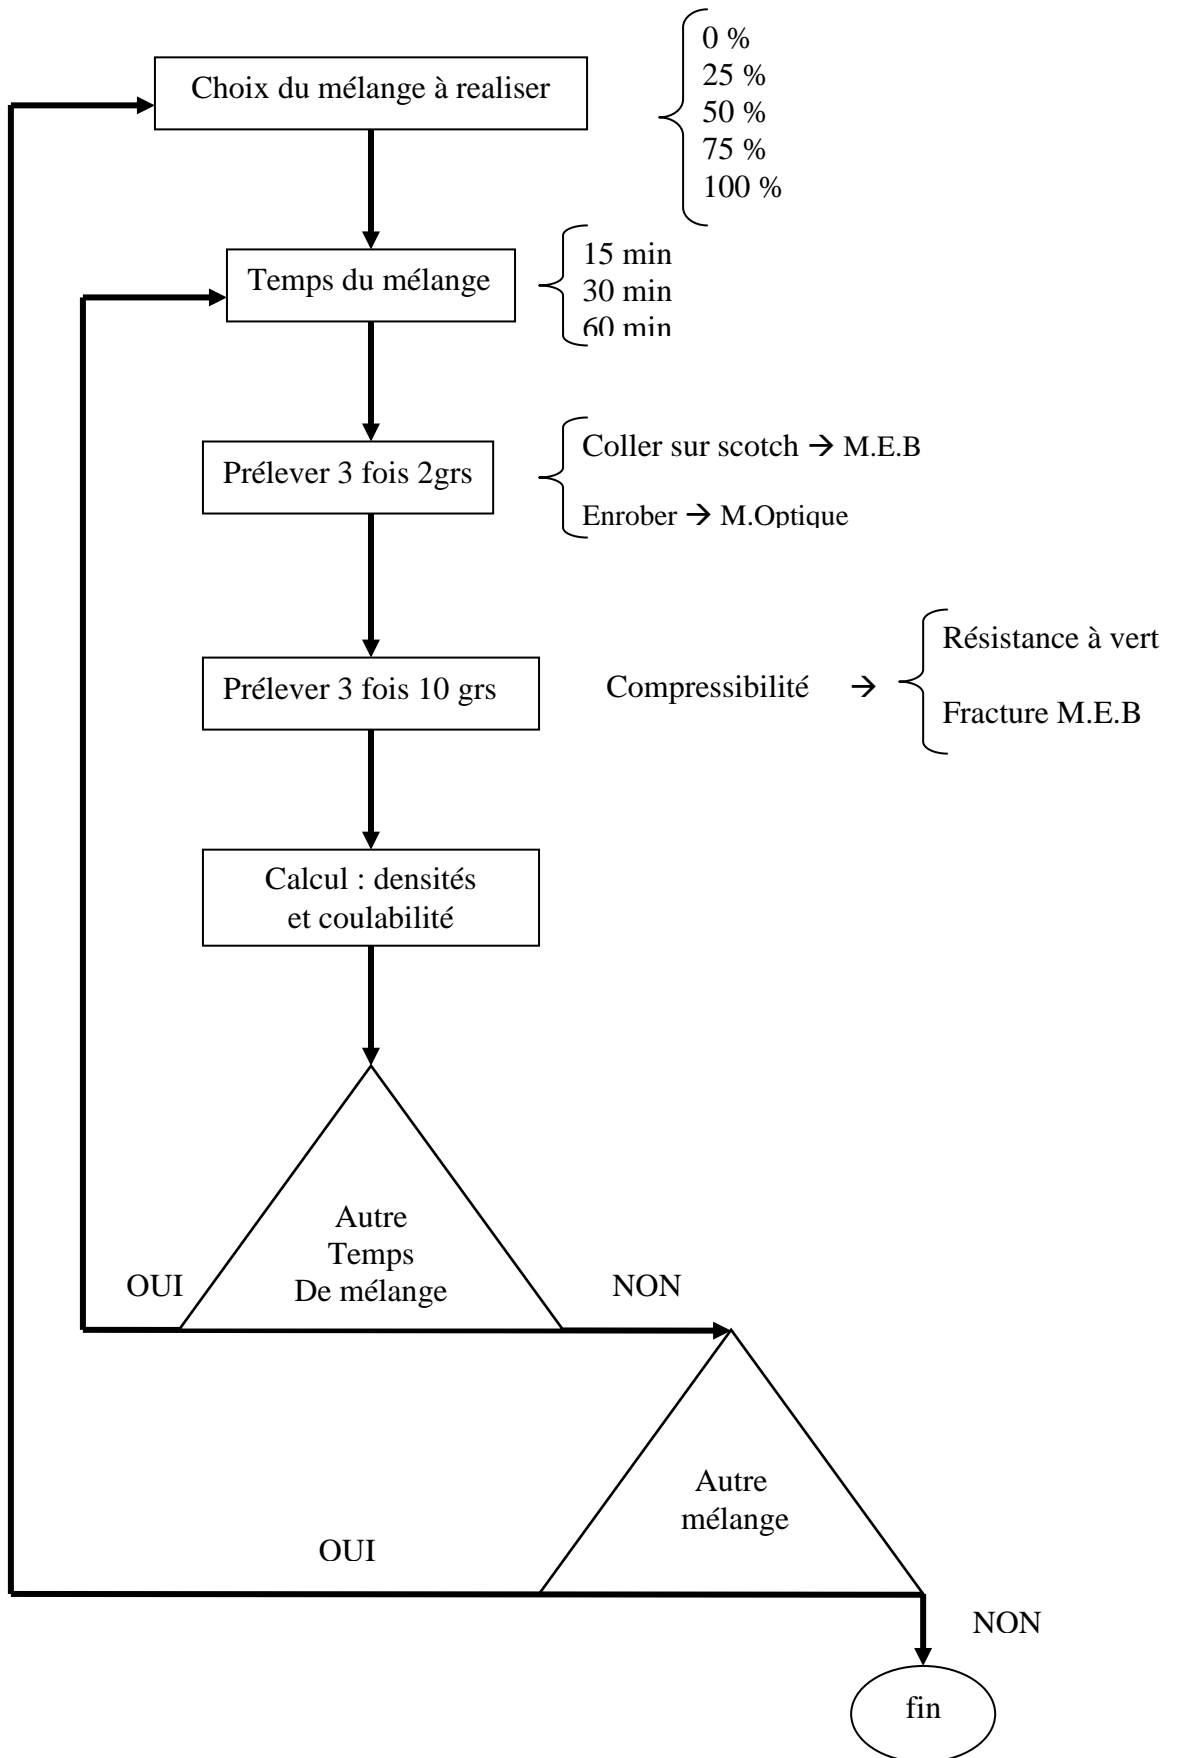 0 %
25 %
50 %
75 %
100 %
Choix du mélange à realiser
Temps du mélange
15 min
30 min
60 min
Prélever 3 fois 2grs
Coller sur scotch → M.E.B
Enrober → M.Optique
Prélever 3 fois 10 grs
Compressibilité →
Résistance à vert
Fracture M.E.B
Calcul : densités
et coulabilité
Autre
Temps
De mélange
OUI
NON
Autre
mélange
OUI
NON
fin